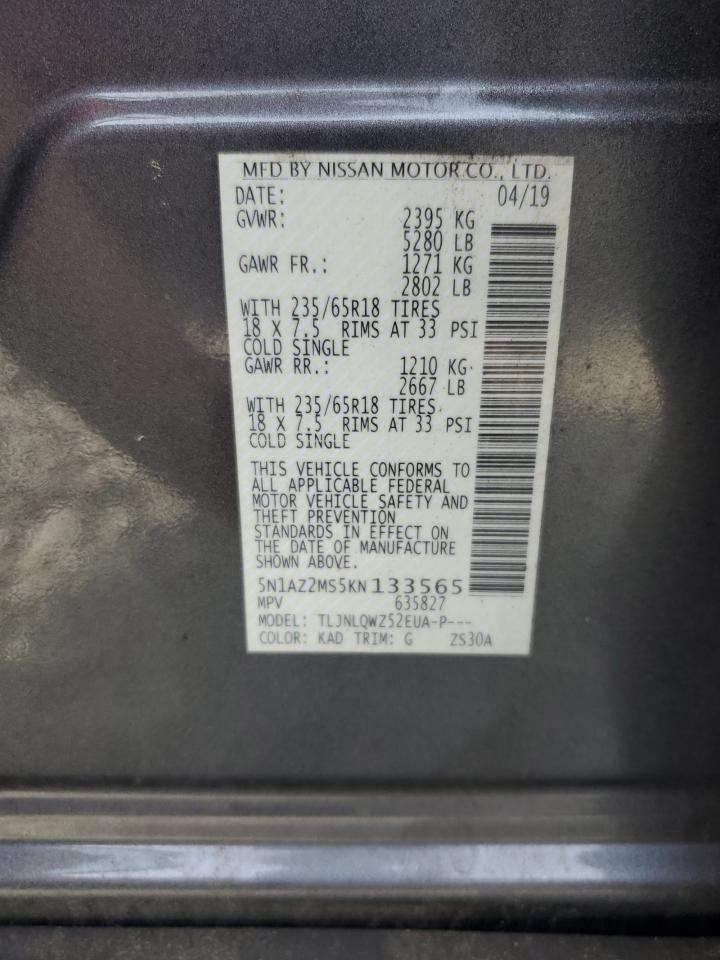 MFD BY NISSAN MOTOR CO., LTD.
DATE: 04/19
GVWR: 2395 KG
5280 LB
GAWR FR.: 1271 KG
2802 LB
WITH 235/65R18 TIRES
18 X 7.5 RIMS AT 33 PSI
COLD SINGLE
GAWR RR.: 1210 KG
2667 LB
WITH 235/65R18 TIRES
18 X 7.5 RIMS AT 33 PSI
COLD SINGLE
THIS VEHICLE CONFORMS TO
ALL APPLICABLE FEDERAL
MOTOR VEHICLE SAFETY AND
THEFT PREVENTION
STANDARDS IN EFFECT ON
THE DATE OF MANUFACTURE
SHOWN ABOVE.
5N1AZ2MS5KN133565
MPV 635827
MODEL: TLJNLQWZ52EUA-P---
COLOR: KAD TRIM: G ZS30A